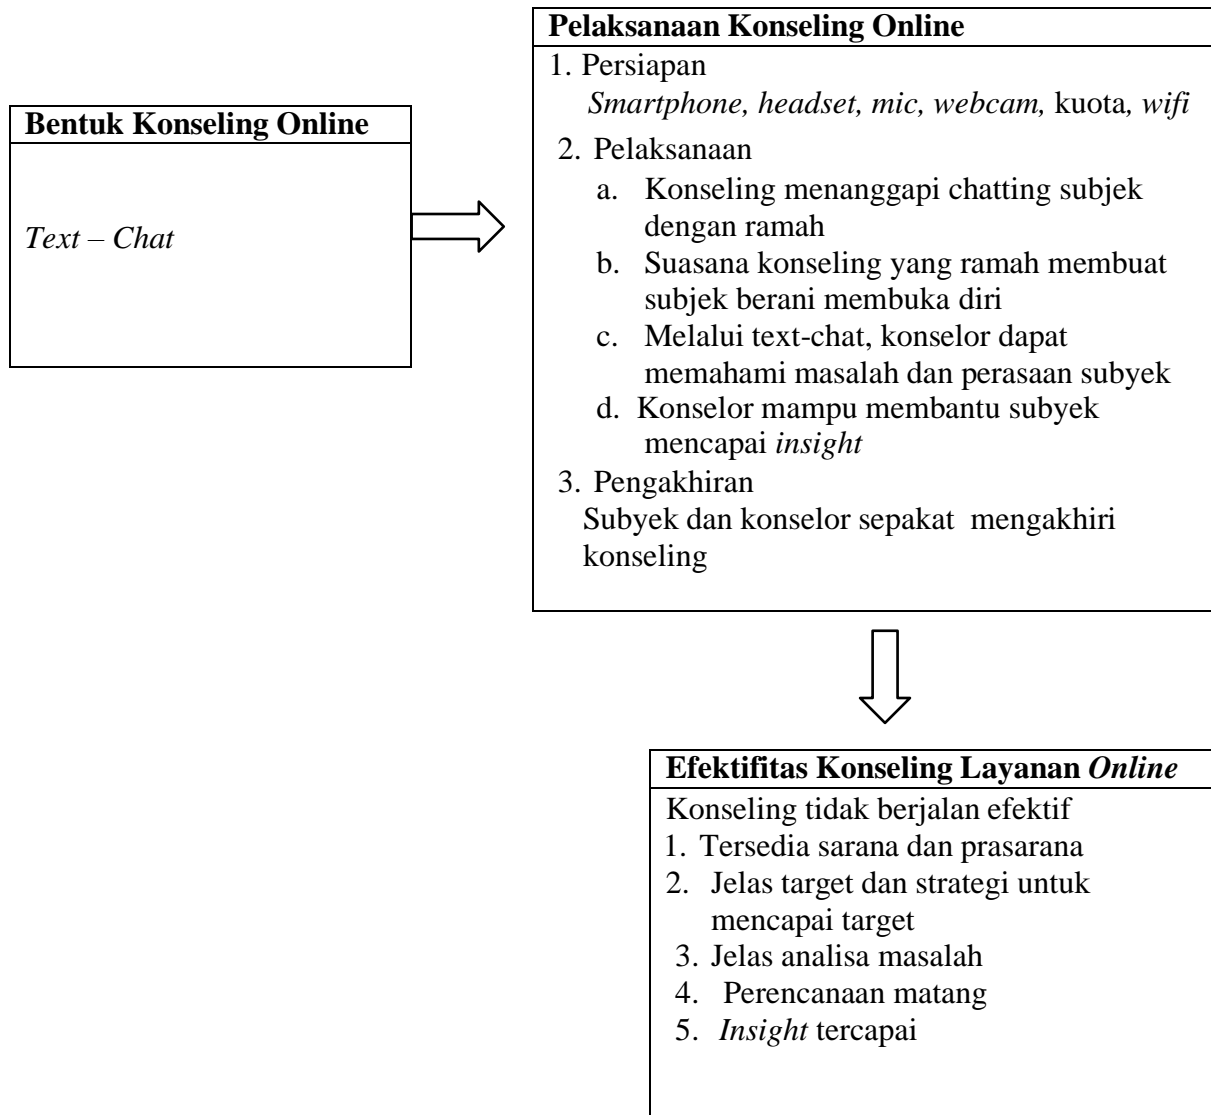 Bentuk Konseling Online
Text – Chat
Pelaksanaan Konseling Online
1. Persiapan
Smartphone, headset, mic, webcam, kuota, wifi
2. Pelaksanaan
a. Konseling menanggapi chatting subjek
dengan ramah
b. Suasana konseling yang ramah membuat
subjek berani membuka diri
c. Melalui text-chat, konselor dapat
memahami masalah dan perasaan subyek
d. Konselor mampu membantu subyek
mencapai insight
3. Pengakhiran
Subyek dan konselor sepakat mengakhiri
konseling
Efektifitas Konseling Layanan Online
Konseling tidak berjalan efektif
1. Tersedia sarana dan prasarana
2. Jelas target dan strategi untuk
mencapai target
3. Jelas analisa masalah
4. Perencanaan matang
5. Insight tercapai